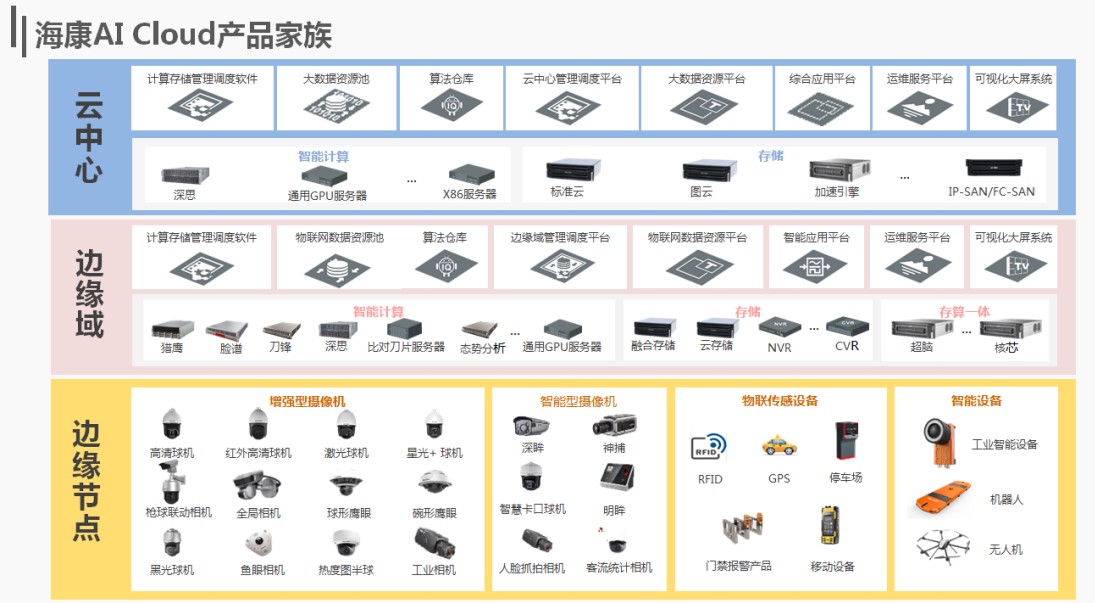 海康AI Cloud产品家族
云中心
计算存储管理调度软件 大数据资源池 算法仓库 云中心管理调度平台 大数据资源平台 综合应用平台 运维服务平台 可视化大屏系统
IQ T TV
智能计算 存储
深思 通用GPU服务器 ... X86服务器 标准云 图云 加速引擎 ... IP-SAN/FC-SAN
边缘域
计算存储管理调度软件 物联网数据资源池 算法仓库 边缘域管理调度平台 物联网数据资源平台 智能应用平台 运维服务平台 可视化大屏系统
IQ T TV
智能计算 存储 存算一体
NVR CVR
猎鹰 脸谱 刀锋 深思 比对刀片服务器 态势分析 ... 通用GPU服务器 融合存储 云存储 NVR ... CVR 超脑 ... 核芯
边缘节点
增强型摄像机 智能型摄像机 物联传感设备 智能设备
高清球机 红外高清球机 激光球机 星光+ 球机 深眸 神捕 RFID RFID GPS 停车场 工业智能设备
枪球联动相机 全局相机 球形鹰眼 碗形鹰眼 智慧卡口球机 明眸 机器人
黑光球机 鱼眼相机 热度图半球 工业相机 人脸抓拍相机 客流统计相机 门禁报警产品 移动设备 无人机